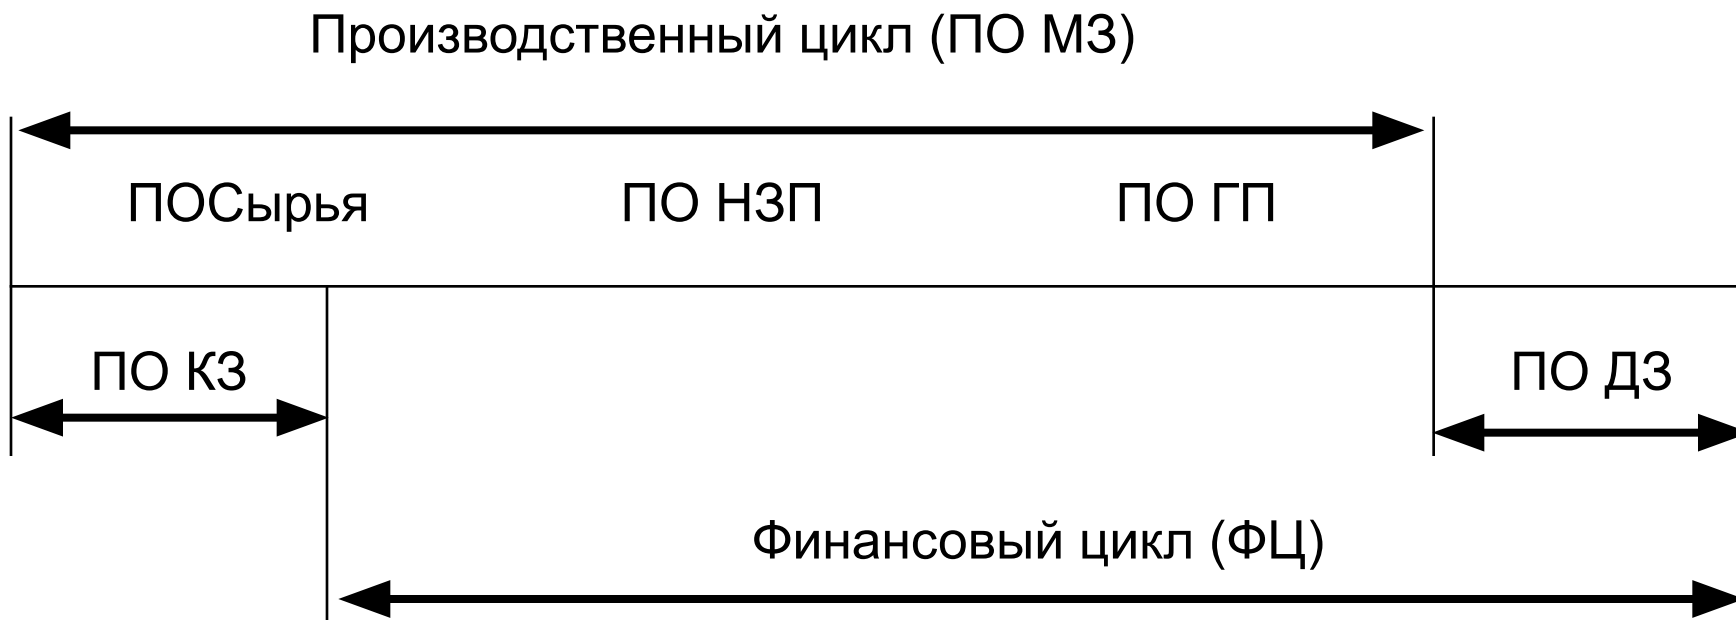 Производственный цикл (ПО МЗ)
ПОСырья ПО НЗП ПО ГП
ПО КЗ ПО ДЗ
Финансовый цикл (ФЦ)